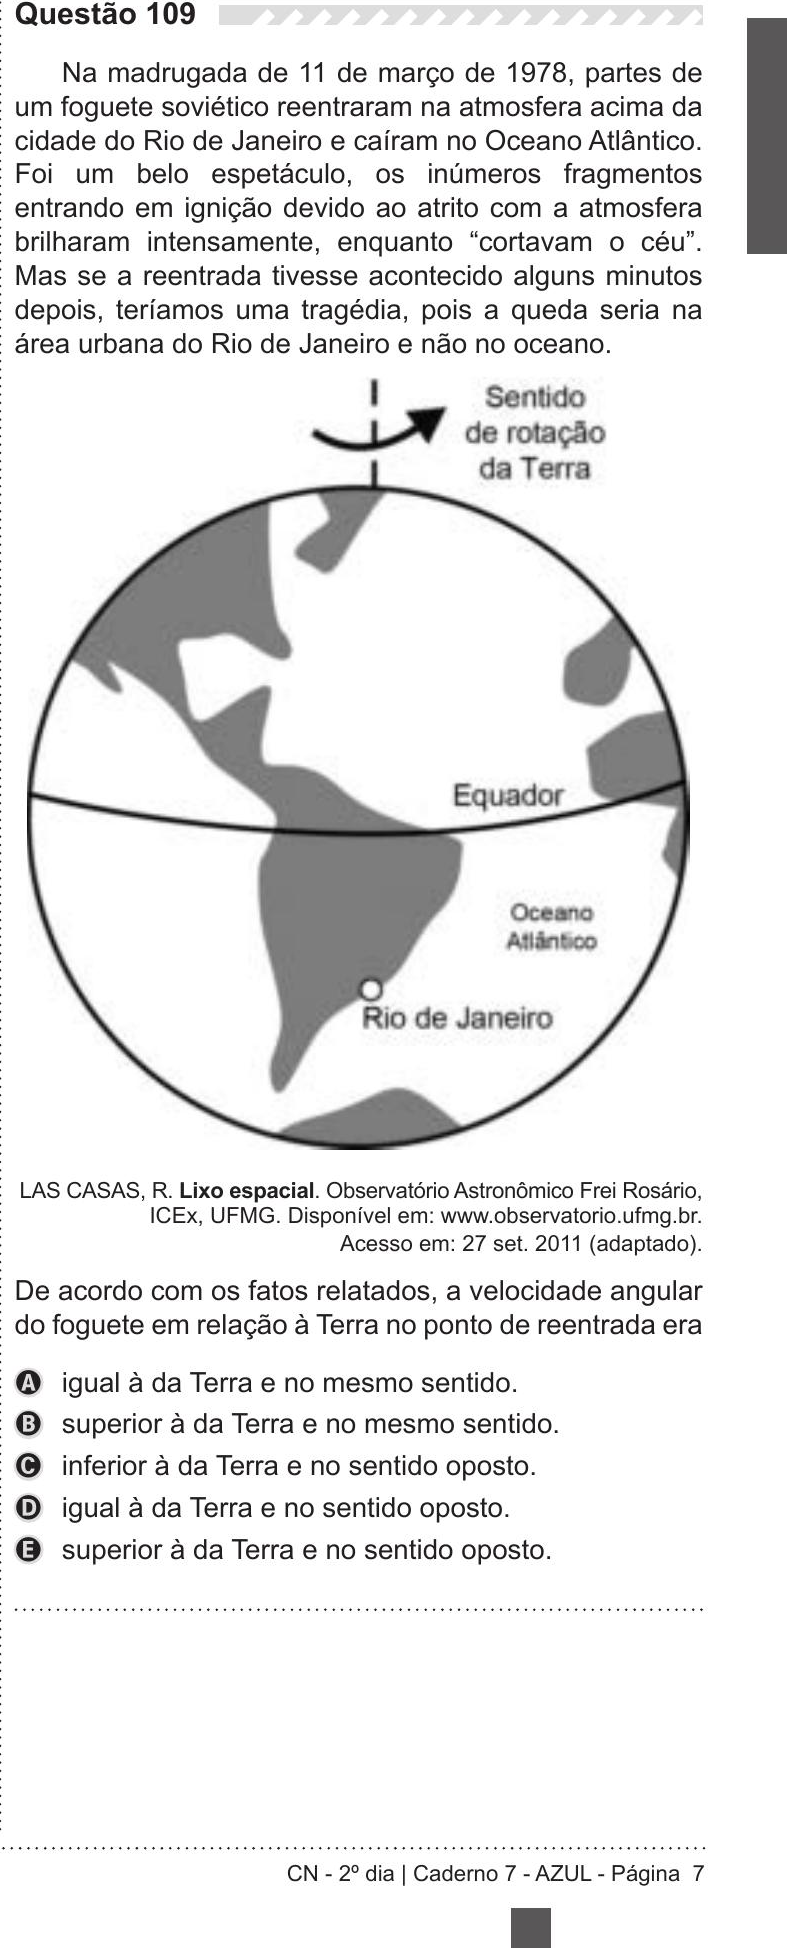 Questão 109
Na madrugada de 11 de março de 1978, partes de
um foguete soviético reentraram na atmosfera acima da
cidade do Rio de Janeiro e caíram no Oceano Atlântico.
Foi um belo espetáculo, os inúmeros fragmentos
entrando em ignição devido ao atrito com a atmosfera
brilharam intensamente, enquanto “cortavam o céu”.
Mas se a reentrada tivesse acontecido alguns minutos
depois, teríamos uma tragédia, pois a queda seria na
área urbana do Rio de Janeiro e não no oceano.
Sentido
de rotação
da Terra
Equador
Oceano
Atlântico
Rio de Janeiro
LAS CASAS, R. Lixo espacial. Observatório Astronômico Frei Rosário,
ICEx, UFMG. Disponível em: www.observatorio.ufmg.br.
Acesso em: 27 set. 2011 (adaptado).
De acordo com os fatos relatados, a velocidade angular
do foguete em relação à Terra no ponto de reentrada era
A igual à da Terra e no mesmo sentido.
B superior à da Terra e no mesmo sentido.
C inferior à da Terra e no sentido oposto.
D igual à da Terra e no sentido oposto.
E superior à da Terra e no sentido oposto.
CN - 2º dia | Caderno 7 - AZUL - Página 7